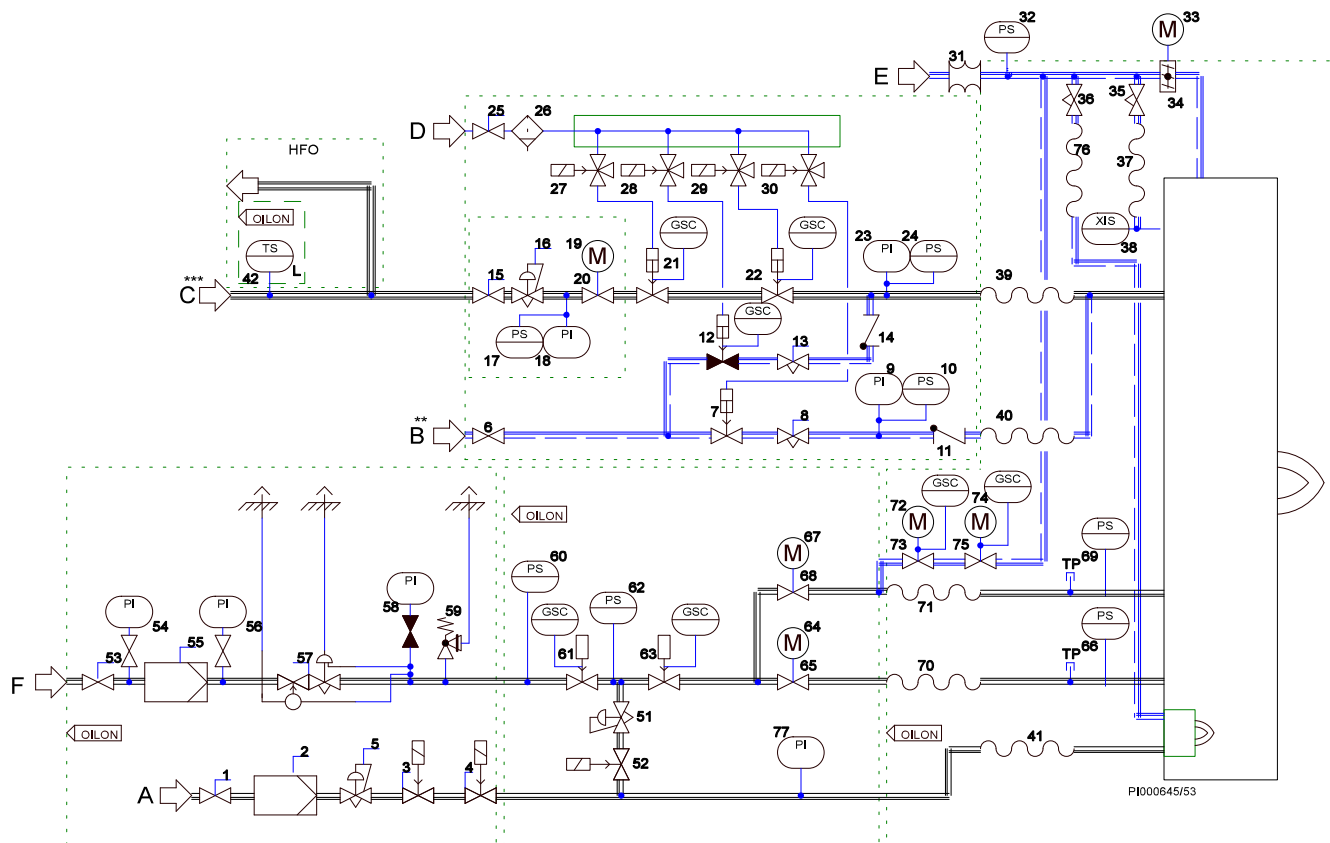 32
PS
33
M
31
E
34
36
35
76
37
XIS
38
25
26
D
27
28
29
30
HFO
OILON
TS
42
L
***
C
GSC
GSC
16
19
M
15
20
21
22
23
24
PI
PS
39
PS
PI
17
18
GSC
12
13
14
9
10
PI
PS
7
8
**
B
6
11
40
GSC
GSC
72
74
M
M
73
75
OILON
67
M
68
PS
69
TP
71
60
PS
62
PS
GSC
GSC
61
63
64
M
65
PS
66
TP
70
PI
54
PI
56
PI
58
59
53
55
57
F
51
52
OILON
OILON
77
PI
41
1
2
5
3
4
A
PI000645/53